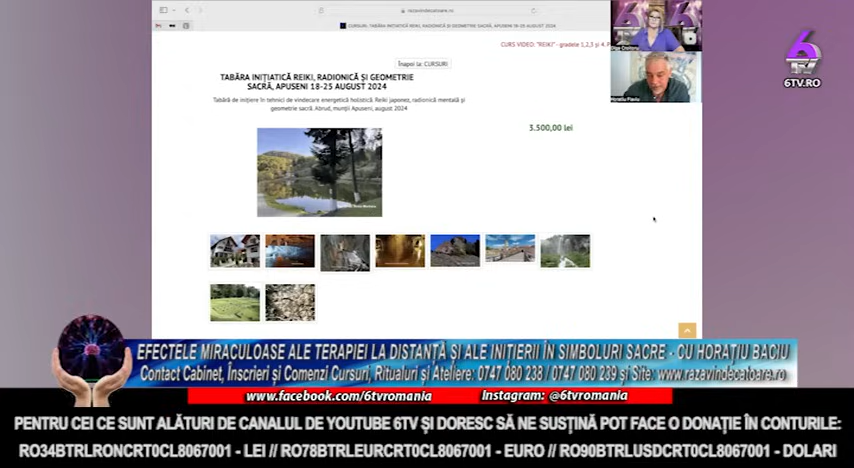 razavindecatoare.ro
CURSURI: TABĂRA INIȚIATICĂ REIKI, RADIONICĂ ȘI GEOMETRIE SACRĂ, APUSENI 18-25 AUGUST 2024
CURS VIDEO: "REIKI" - gradele 1,2,3 și 4.
Înapoi la: CURSURI
TABĂRA INIȚIATICĂ REIKI, RADIONICĂ ȘI GEOMETRIE
SACRĂ, APUSENI 18-25 AUGUST 2024
Tabără de inițiere în tehnici de vindecare energetică holistică. Reiki japonez, radionică mentală și
geometrie sacră. Abrud, munții Apuseni, august 2024
3.500,00 lei
6
6TV.RO
EFECTELE MIRACULOASE ALE TERAPIEI LA DISTANȚĂ ȘI ALE INIȚIERII ÎN SIMBOLURI SACRE - CU HORAȚIU BACIU
Contact Cabinet, Înscrieri și Comenzi Cursuri, Ritualuri și Ateliere: 0747 080 238 / 0747 080 239 și Site: www.razavindecatoare.ro
www.facebook.com/6tvromania Instagram: @6tvromania
PENTRU CEI CE SUNT ALĂTURI DE CANALUL DE YOUTUBE 6TV ȘI DORESC SĂ NE SUSȚINĂ POT FACE O DONAȚIE ÎN CONTURILE:
RO34BTRLRONCRT0CL8067001 - LEI // RO78BTRLEURCRT0CL8067001 - EURO // RO90BTRLUSDCRT0CL8067001 - DOLARI